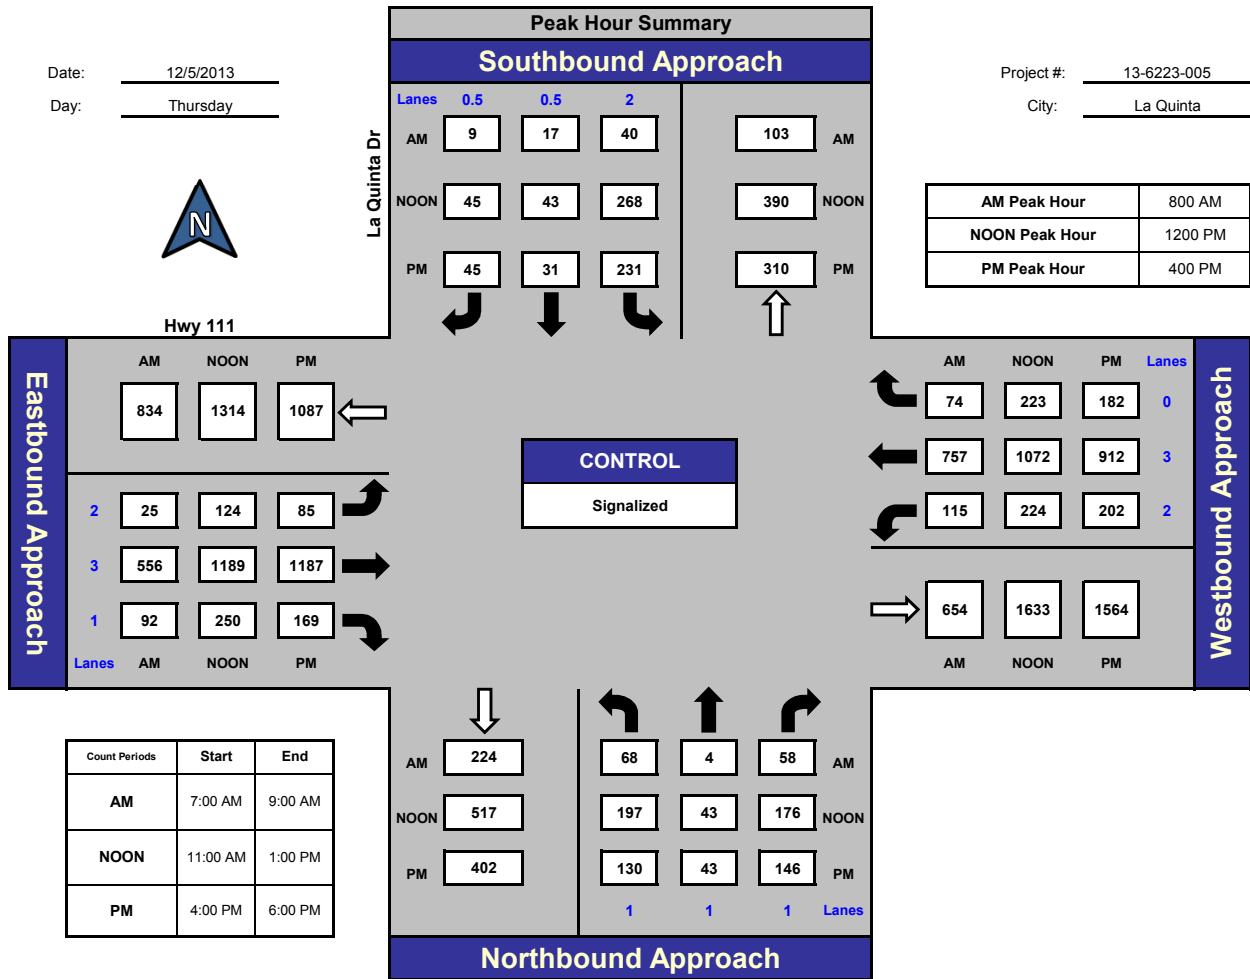 Peak Hour Summary
Southbound Approach
Date: 12/5/2013
Day: Thursday
Project #: 13-6223-005
City: La Quinta
N
La Quinta Dr
Lanes 0.5 0.5 2
AM 9 17 40 103 AM
NOON 45 43 268 390 NOON
PM 45 31 231 310 PM
AM Peak Hour 800 AM
NOON Peak Hour 1200 PM
PM Peak Hour 400 PM
Hwy 111
Eastbound Approach
AM NOON PM
834 1314 1087
2 25 124 85
3 556 1189 1187
1 92 250 169
Lanes AM NOON PM
CONTROL
Signalized
AM NOON PM Lanes
74 223 182 0
757 1072 912 3
115 224 202 2
654 1633 1564
AM NOON PM
Westbound Approach
Count Periods Start End
AM 7:00 AM 9:00 AM
NOON 11:00 AM 1:00 PM
PM 4:00 PM 6:00 PM
AM 224 68 4 58 AM
NOON 517 197 43 176 NOON
PM 402 130 43 146 PM
1 1 1 Lanes
Northbound Approach